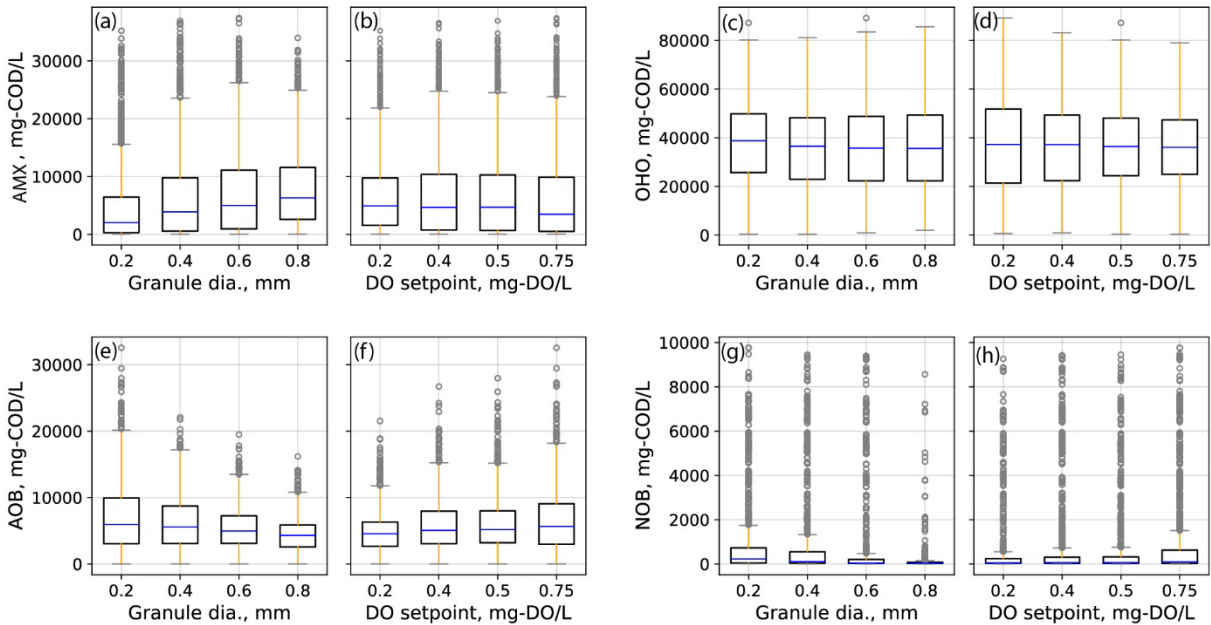 (a)
(b)
AMX , mg-COD/L
30000
20000
10000
0
0.2 0.4 0.6 0.8
Granule dia., mm
0.2 0.4 0.5 0.75
DO setpoint, mg-DO/L
(c)
(d)
OHO, mg-COD/L
80000
60000
40000
20000
0
0.2 0.4 0.6 0.8
Granule dia., mm
0.2 0.4 0.5 0.75
DO setpoint, mg-DO/L
(e)
(f)
AOB, mg-COD/L
30000
20000
10000
0
0.2 0.4 0.6 0.8
Granule dia., mm
0.2 0.4 0.5 0.75
DO setpoint, mg-DO/L
(g)
(h)
NOB, mg-COD/L
10000
8000
6000
4000
2000
0
0.2 0.4 0.6 0.8
Granule dia., mm
0.2 0.4 0.5 0.75
DO setpoint, mg-DO/L